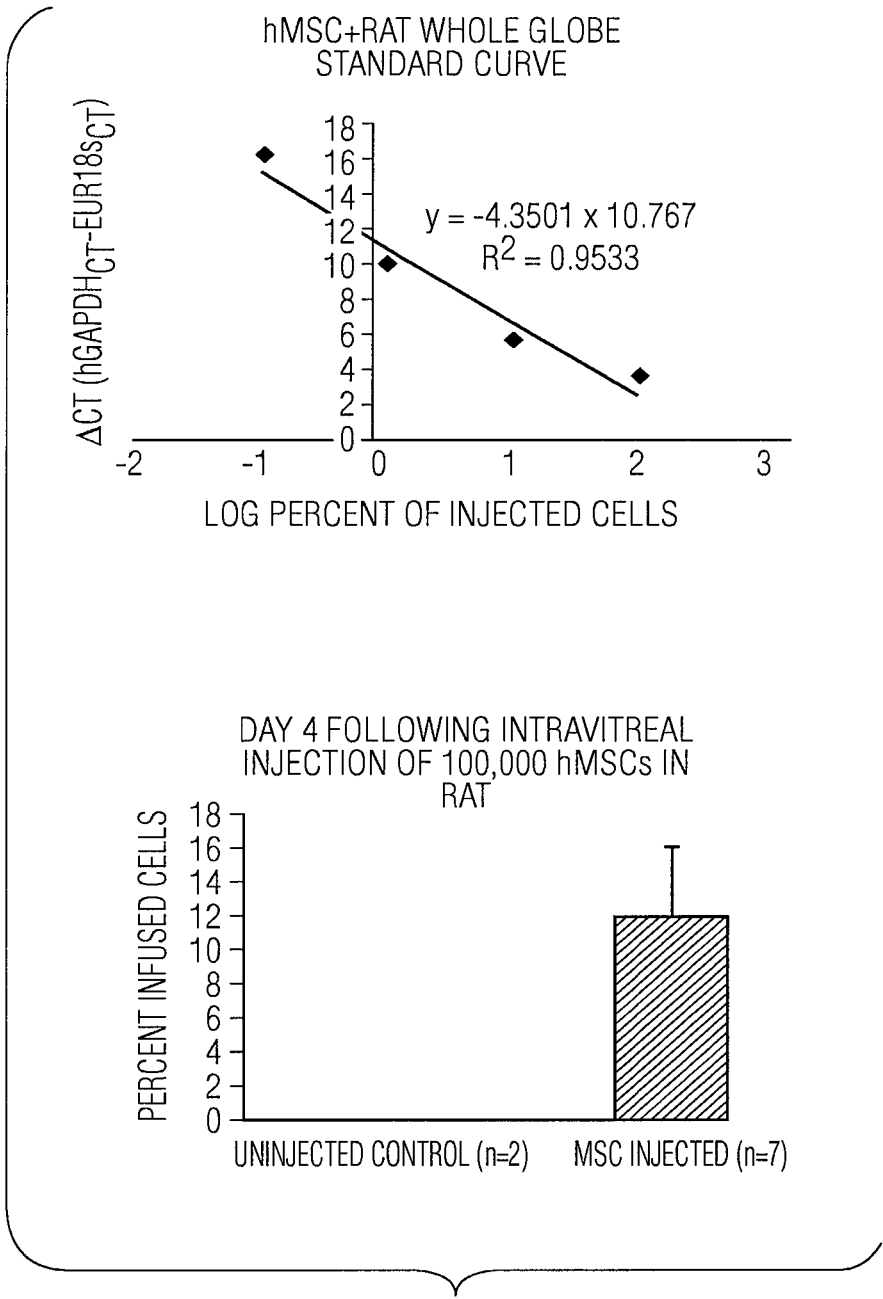 hMSC+RAT WHOLE GLOBE
STANDARD CURVE
ΔCT (hGAPDHCT-EUR18sCT)
18
16
14
12
10
8
6
4
2
0
y = -4.3501 x 10.767
R2 = 0.9533
-2 -1 0 1 2 3
LOG PERCENT OF INJECTED CELLS
DAY 4 FOLLOWING INTRAVITREAL
INJECTION OF 100,000 hMSCs IN
RAT
PERCENT INFUSED CELLS
18
16
14
12
10
8
6
4
2
0
UNINJECTED CONTROL (n=2) MSC INJECTED (n=7)